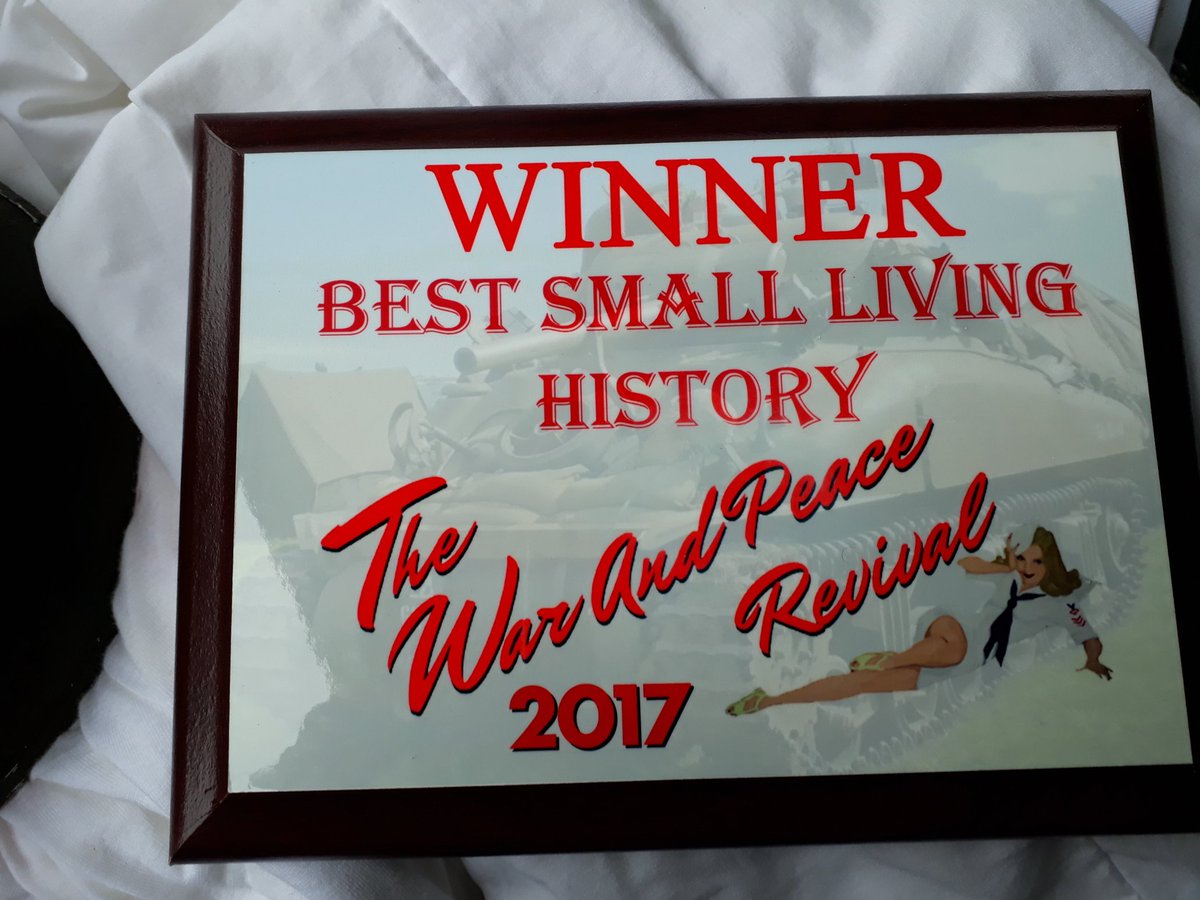 WINNER
BEST SMALL LIVING
HISTORY
The War And Peace
Revival
2017